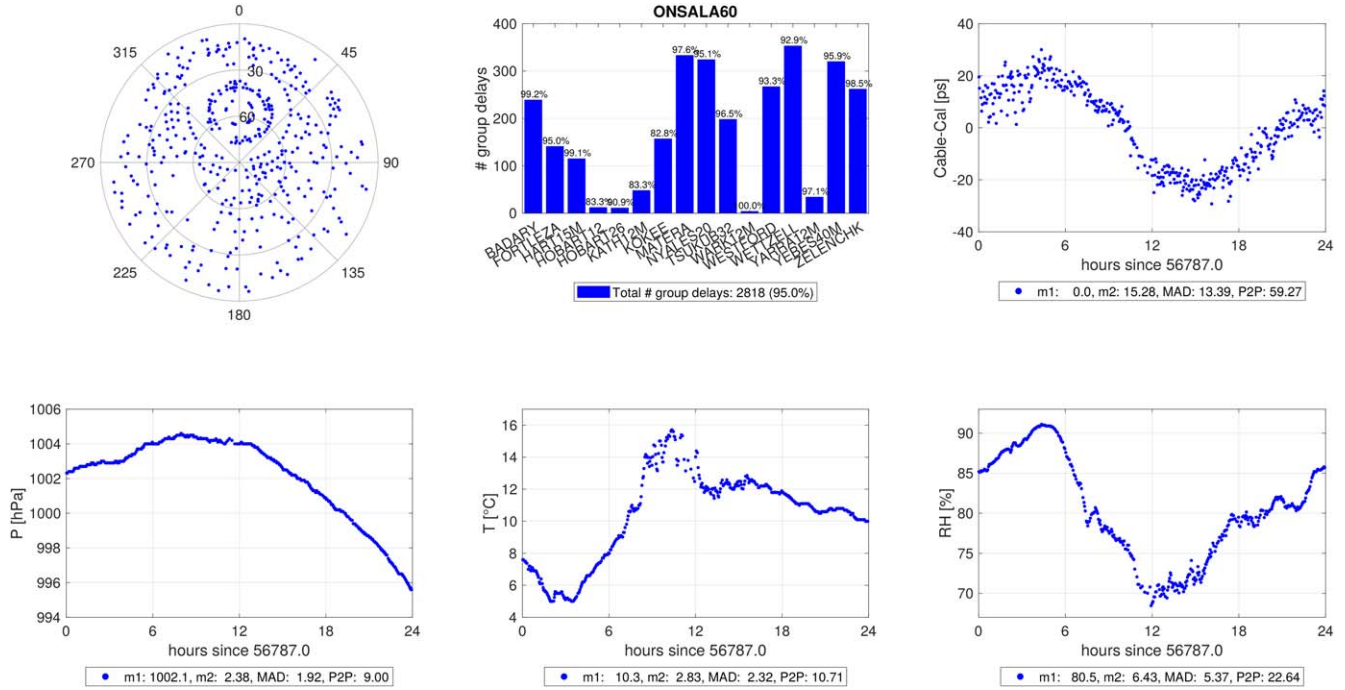 0
45
90
135
180
225
270
315
30
60
ONSALA60
# group delays
400
300
200
100
0
99.2%
95.0%
99.1%
83.3%
90.9%
83.3%
82.8%
97.6%
95.1%
96.5%
00.0%
93.3%
92.9%
97.1%
95.9%
98.5%
BADARY
FORTLEZA
HART15M
HOBART12
HOBART26
KATH12M
KOKEE
MATERA
NYALES20
TSUKUB32
WARK12M
WESTFORD
WETTZELL
YARRA12M
YEBES40M
ZELENCHK
Total # group delays: 2818 (95.0%)
Cable-Cal [ps]
40
20
0
-20
-40
0 6 12 18 24
hours since 56787.0
m1: 0.0, m2: 15.28, MAD: 13.39, P2P: 59.27
P [hPa]
1006
1004
1002
1000
998
996
994
0 6 12 18 24
hours since 56787.0
m1: 1002.1, m2: 2.38, MAD: 1.92, P2P: 9.00
T [°C]
16
14
12
10
8
6
4
0 6 12 18 24
hours since 56787.0
m1: 10.3, m2: 2.83, MAD: 2.32, P2P: 10.71
RH [%]
90
85
80
75
70
0 6 12 18 24
hours since 56787.0
m1: 80.5, m2: 6.43, MAD: 5.37, P2P: 22.64